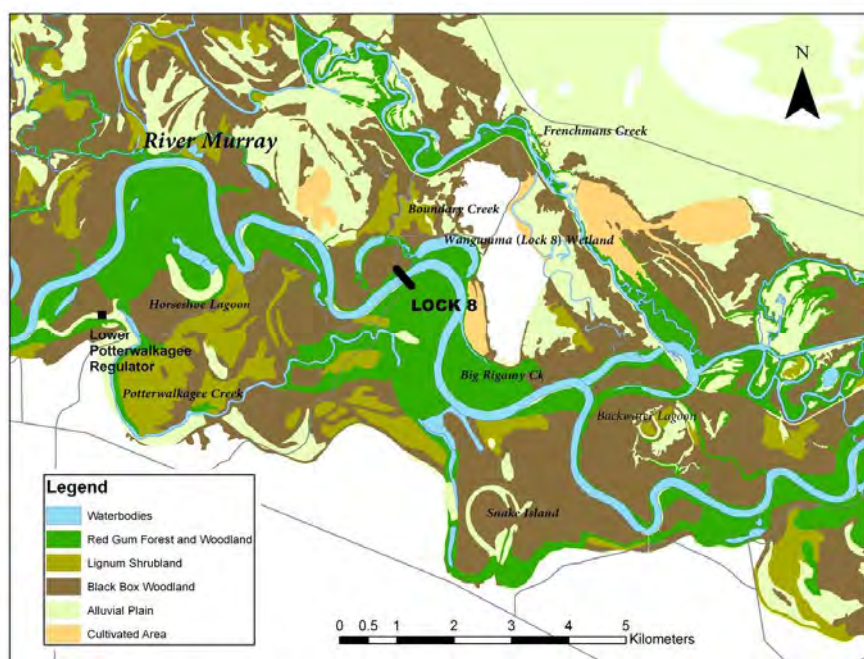 N
Frenchmans Creek
River Murray
Boundary Creek
Wangumma (Lock 8) Wetland
LOCK 8
Horseshoe Lagoon
Lower
Potterwalkagee
Regulator
Potterwalkagee Creek
Big Rigamy Ck
Backwater Lagoon
Snake Island
Legend
Waterbodies
Red Gum Forest and Woodland
Lignum Shrubland
Black Box Woodland
Alluvial Plain
Cultivated Area
0 0.5 1 2 3 4 5
Kilometers